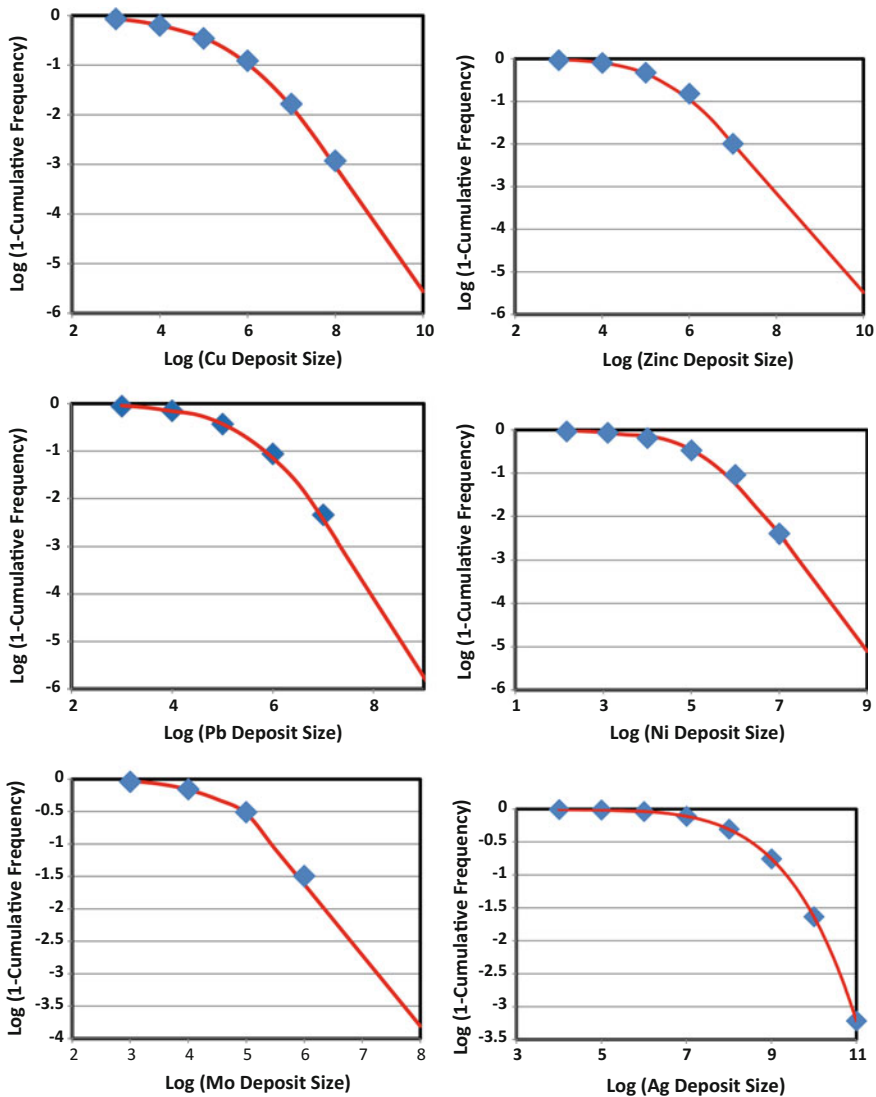 Log (1-Cumulative Frequency)
0
-1
-2
-3
-4
-5
-6
2 4 6 8 10
Log (Cu Deposit Size)
Log (1-Cumulative Frequency)
0
-1
-2
-3
-4
-5
-6
2 4 6 8 10
Log (Zinc Deposit Size)
Log (1-Cumulative Frequency)
0
-1
-2
-3
-4
-5
-6
2 4 6 8
Log (Pb Deposit Size)
Log (1-Cumulative Frequency)
0
-1
-2
-3
-4
-5
-6
1 3 5 7 9
Log (Ni Deposit Size)
Log (1-Cumulative Frequency)
0
-0.5
-1
-1.5
-2
-2.5
-3
-3.5
-4
2 3 4 5 6 7 8
Log (Mo Deposit Size)
Log (1-Cumulative Frequency)
0
-0.5
-1
-1.5
-2
-2.5
-3
-3.5
3 5 7 9 11
Log (Ag Deposit Size)